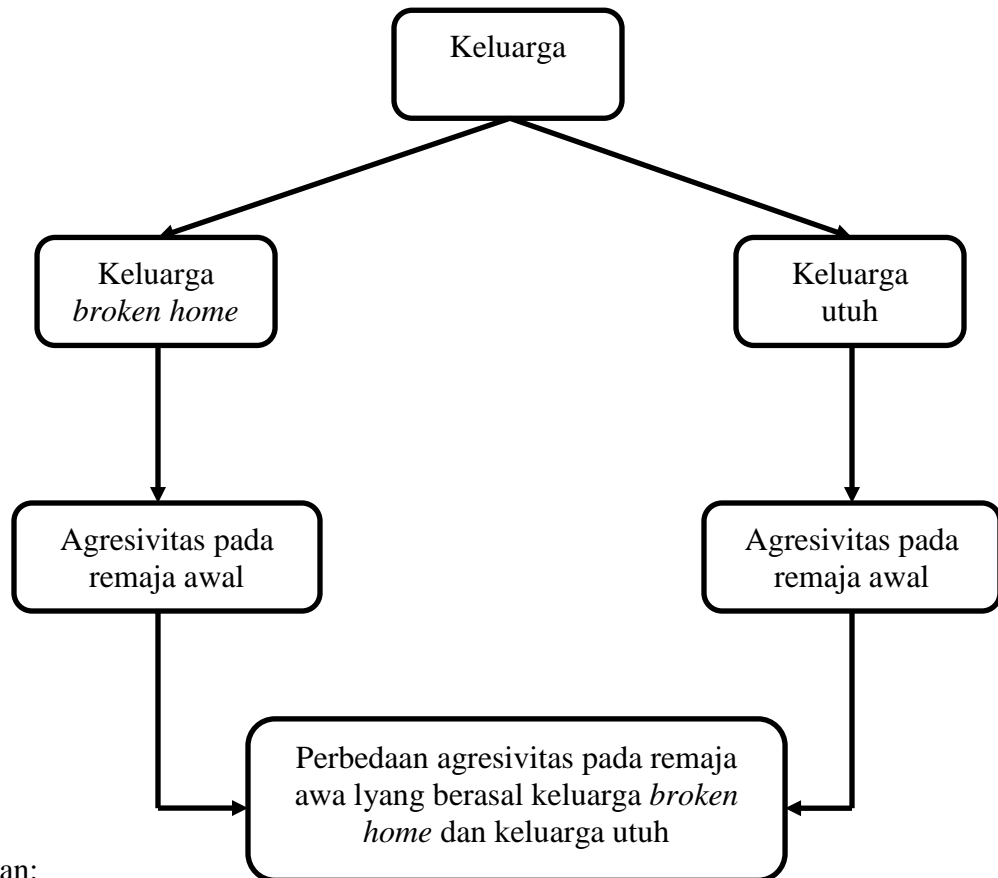 Keluarga
Keluarga
broken home
Keluarga
utuh
Agresivitas pada
remaja awal
Agresivitas pada
remaja awal
Perbedaan agresivitas pada remaja
awa lyang berasal keluarga broken
home dan keluarga utuh
an: